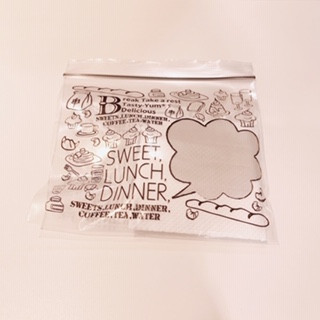 Break Take a rest
Tasty-Yum*
Delicious
SWEETS,LUNCH,DINNER,
COFFEE,TEA,WATER
SWEET,
LUNCH,
DINNER,
SWEETS,LUNCH,DINNER,
COFFEE,TEA,WATER